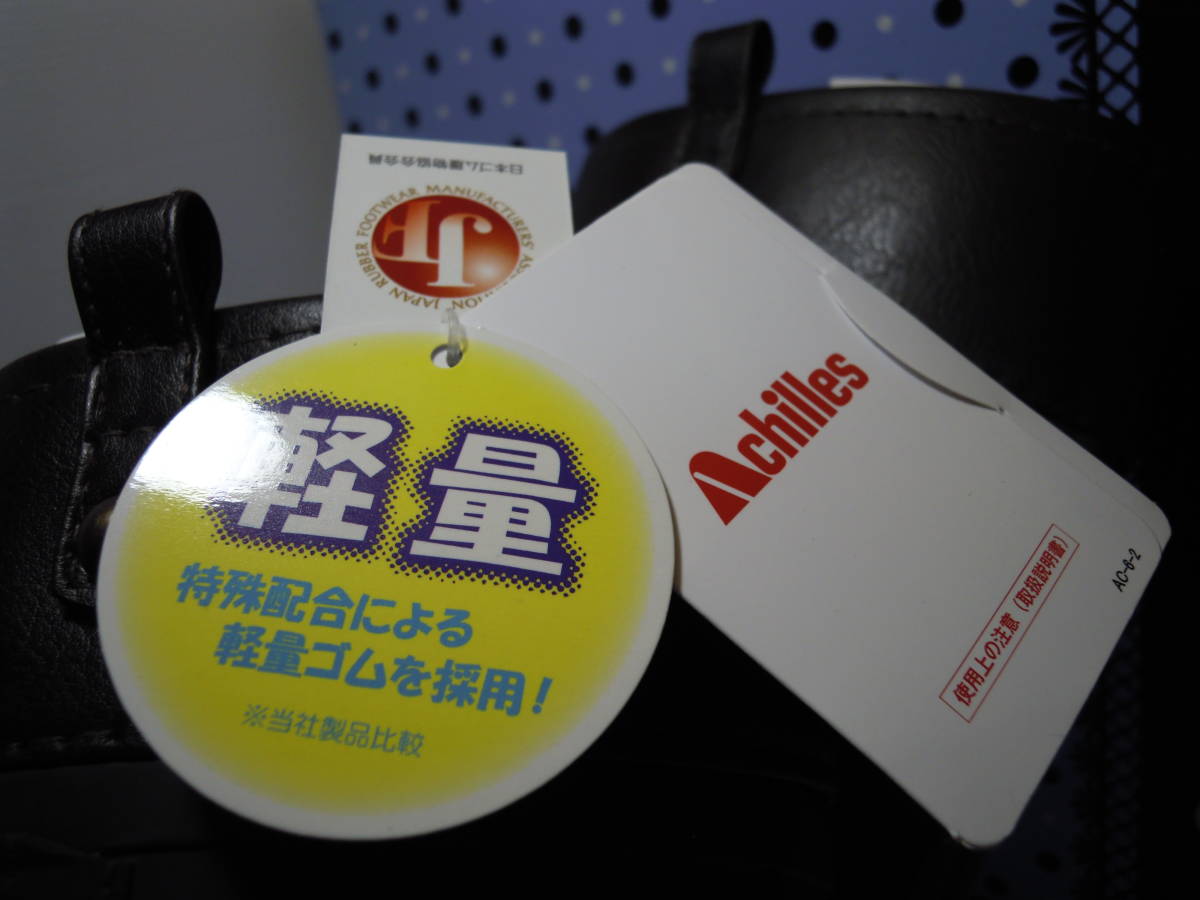 日本ゴム履物協会会員
JAPAN RUBBER FOOTWEAR MANUFACTURERS' ASSOCIATION
軽量
特殊配合による
軽量ゴムを採用!
※当社製品比較
Achilles
使用上の注意(取扱説明書)
AC-6-2